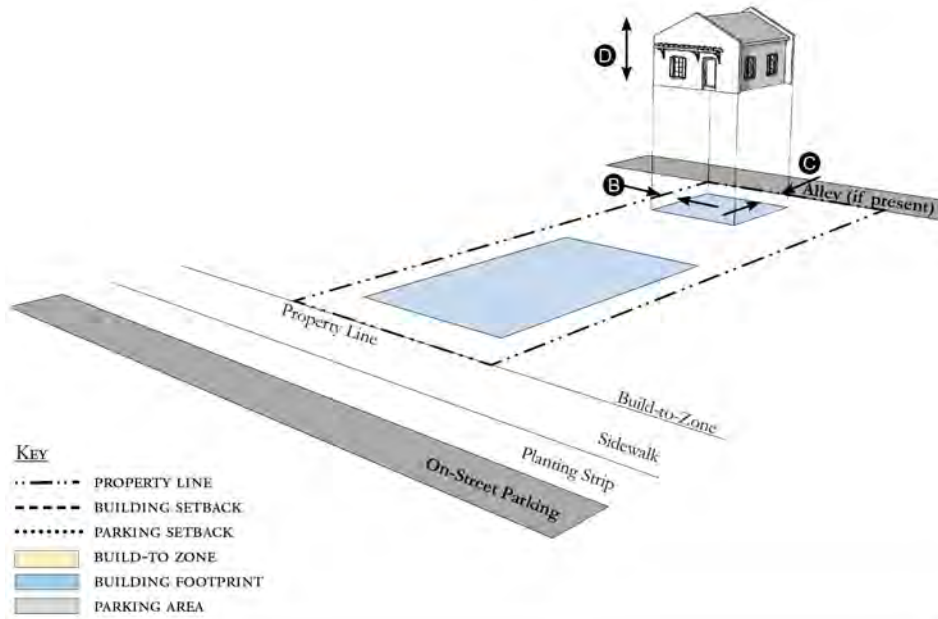 D
B
C
Alley (if present)
Property Line
Build-to-Zone
Sidewalk
Planting Strip
On-Street Parking
KEY
PROPERTY LINE
BUILDING SETBACK
PARKING SETBACK
BUILD-TO ZONE
BUILDING FOOTPRINT
PARKING AREA